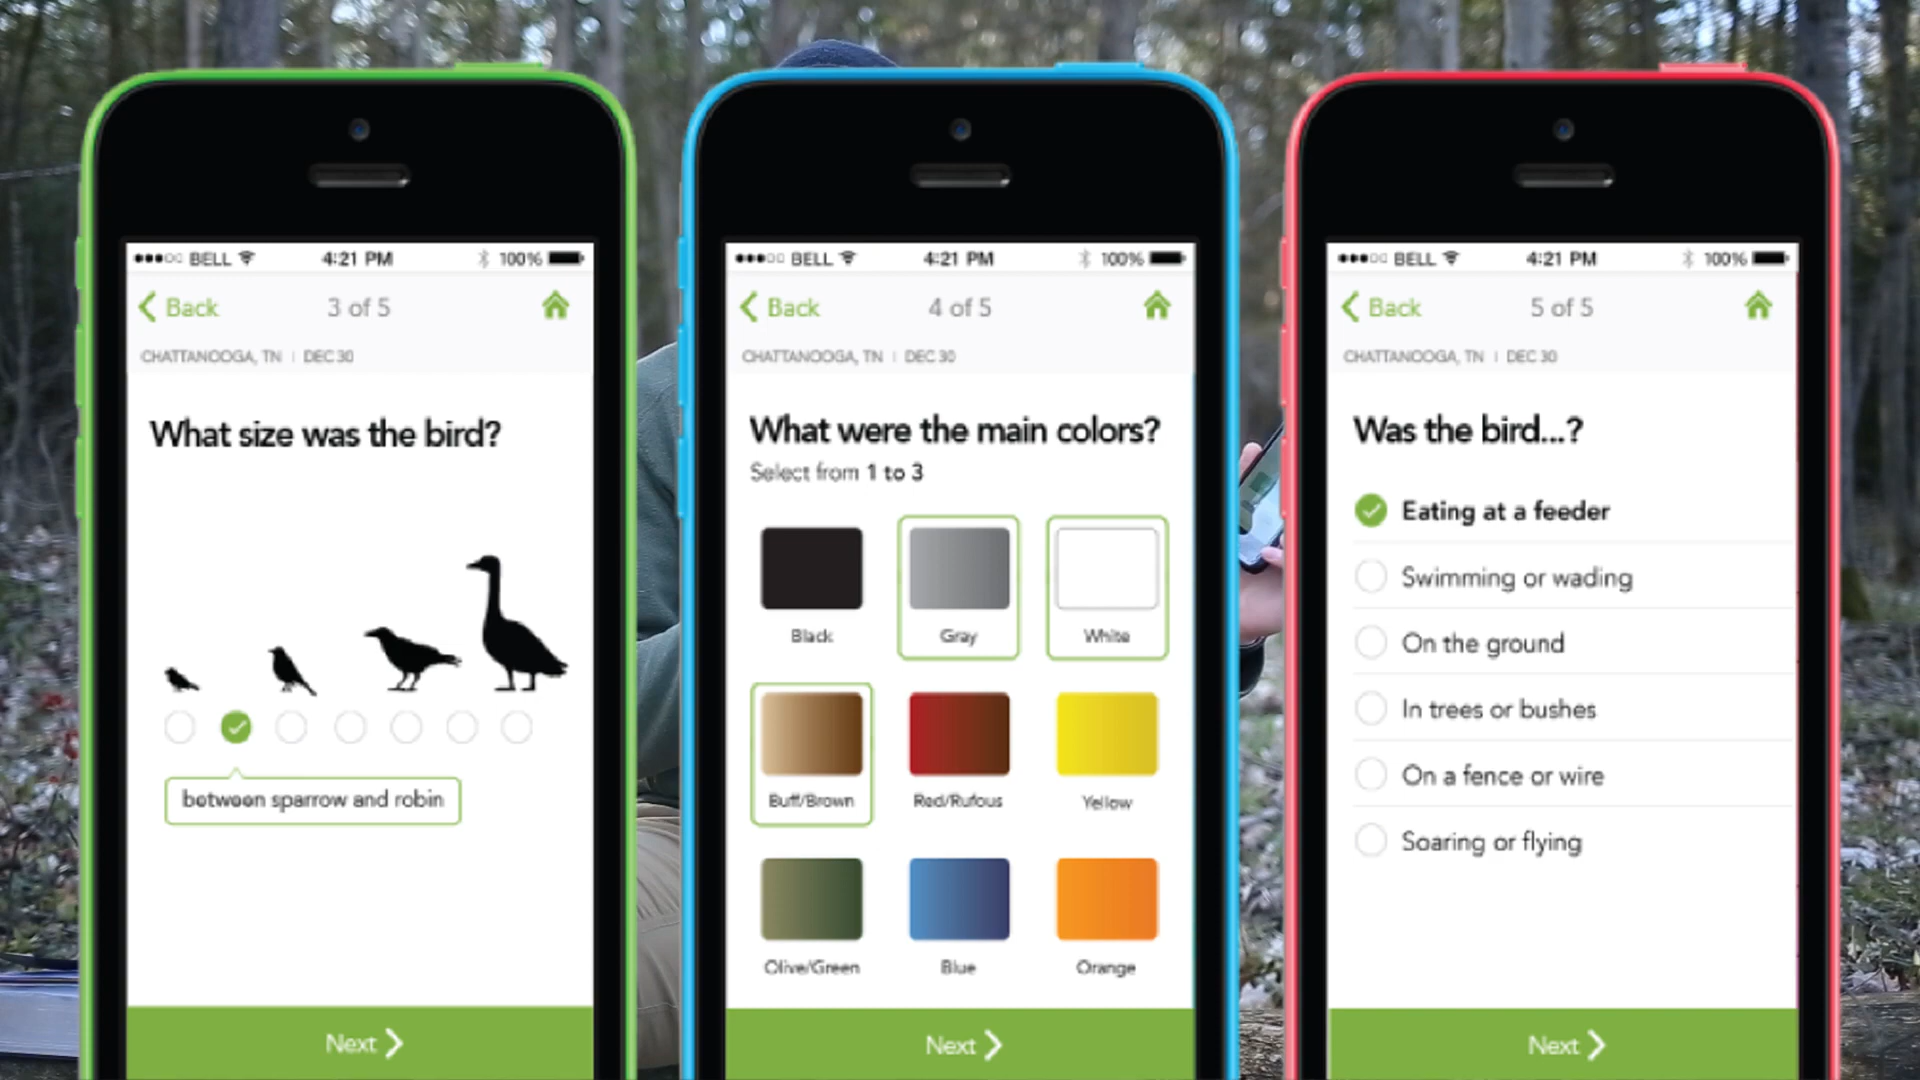 BELL 4:21 PM 100%
Back 3 of 5
CHATTANOOGA, TN | DEC 30
What size was the bird?
between sparrow and robin
Next
BELL 4:21 PM 100%
Back 4 of 5
CHATTANOOGA, TN | DEC 30
What were the main colors?
Select from 1 to 3
Black Gray White
Buff/Brown Red/Rufous Yellow
Olive/Green Blue Orange
Next
BELL 4:21 PM 100%
Back 5 of 5
CHATTANOOGA, TN | DEC 30
Was the bird...?
Eating at a feeder
Swimming or wading
On the ground
In trees or bushes
On a fence or wire
Soaring or flying
Next